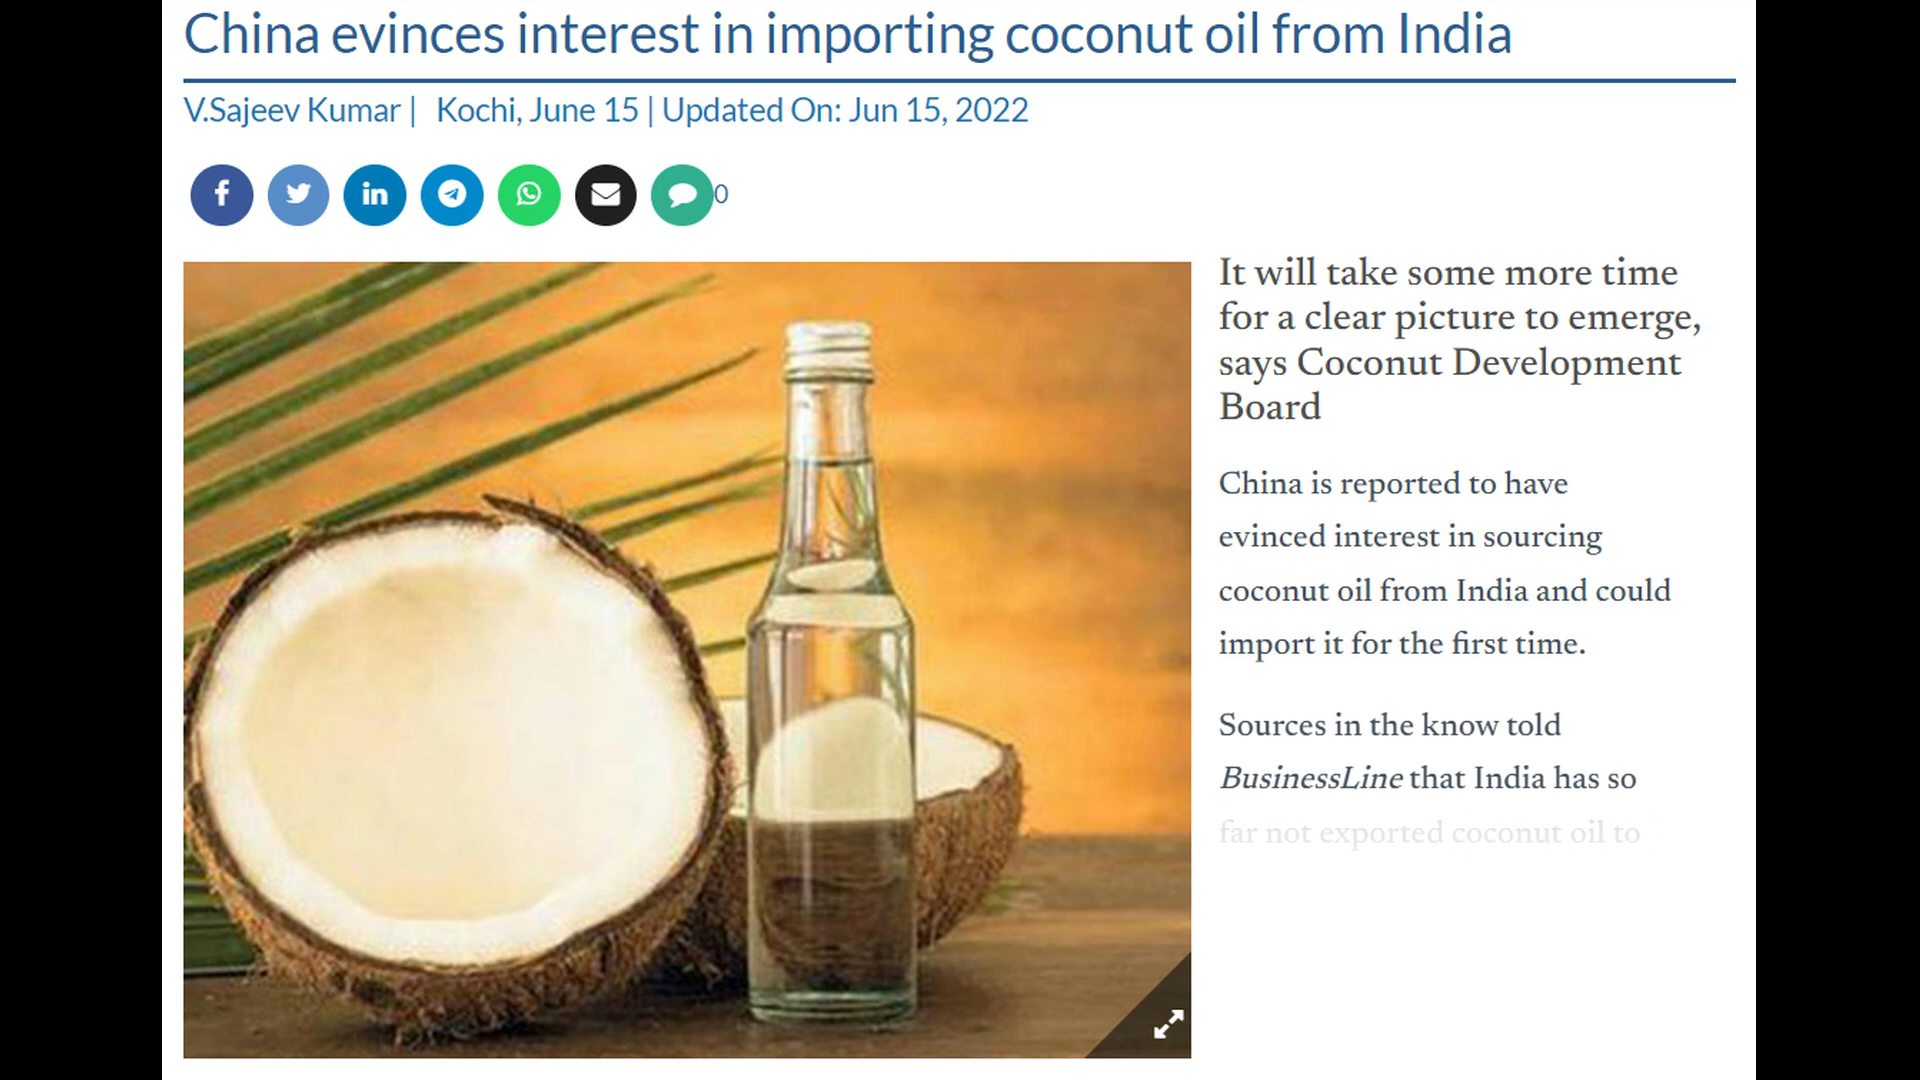 China evinces interest in importing coconut oil from India
V.Sajeev Kumar | Kochi, June 15 | Updated On: Jun 15, 2022
f in 0
It will take some more time
for a clear picture to emerge,
says Coconut Development
Board
China is reported to have
evinced interest in sourcing
coconut oil from India and could
import it for the first time.
Sources in the know told
BusinessLine that India has so
far not exported coconut oil to